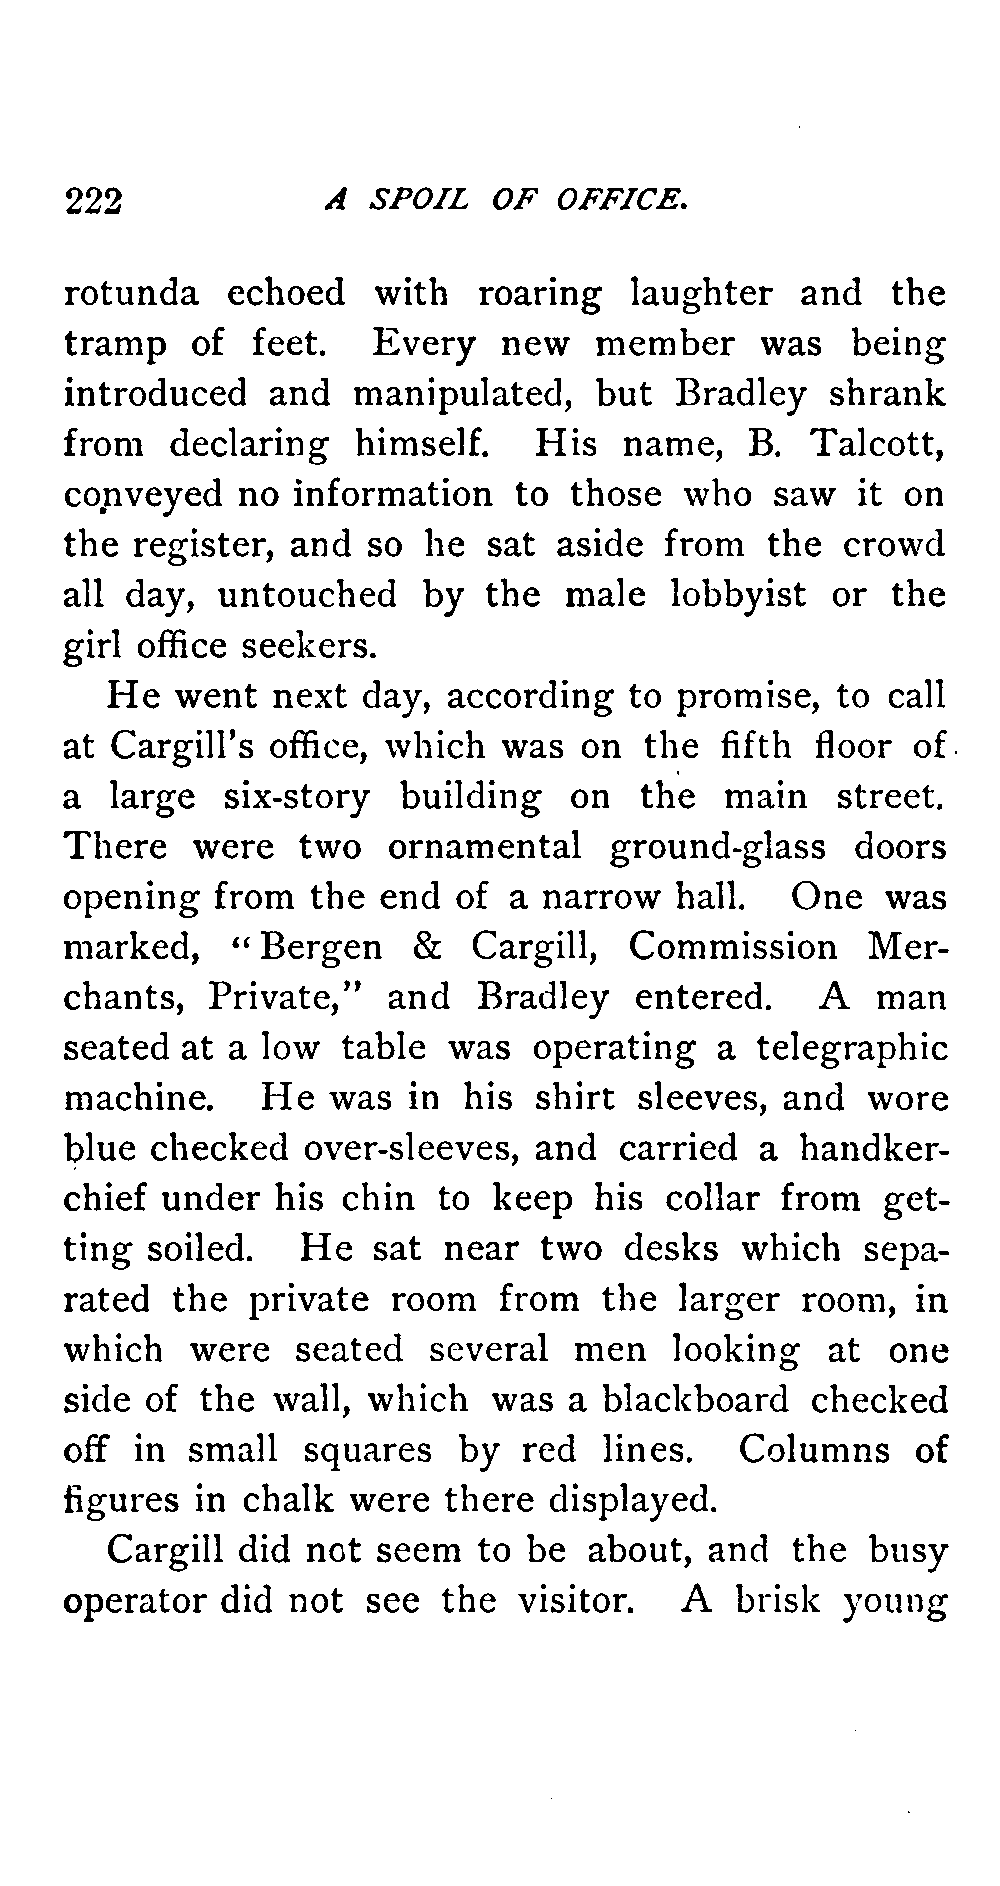 222 A SPOIL OF OFFICE.
rotunda echoed with roaring laughter and the
tramp of feet. Every new member was being
introduced and manipulated, but Bradley shrank
from declaring himself. His name, B. Talcott,
conveyed no information to those who saw it on
the register, and so he sat aside from the crowd
all day, untouched by the male lobbyist or the
girl office seekers.
He went next day, according to promise, to call
at Cargill's office, which was on the fifth floor of
a large six-story building on the main street.
There were two ornamental ground-glass doors
opening from the end of a narrow hall. One was
marked, "Bergen & Cargill, Commission Mer-
chants, Private," and Bradley entered. A man
seated at a low table was operating a telegraphic
machine. He was in his shirt sleeves, and wore
blue checked over-sleeves, and carried a handker-
chief under his chin to keep his collar from get-
ting soiled. He sat near two desks which sepa-
rated the private room from the larger room, in
which were seated several men looking at one
side of the wall, which was a blackboard checked
off in small squares by red lines. Columns of
figures in chalk were there displayed.
Cargill did not seem to be about, and the busy
operator did not see the visitor. A brisk young